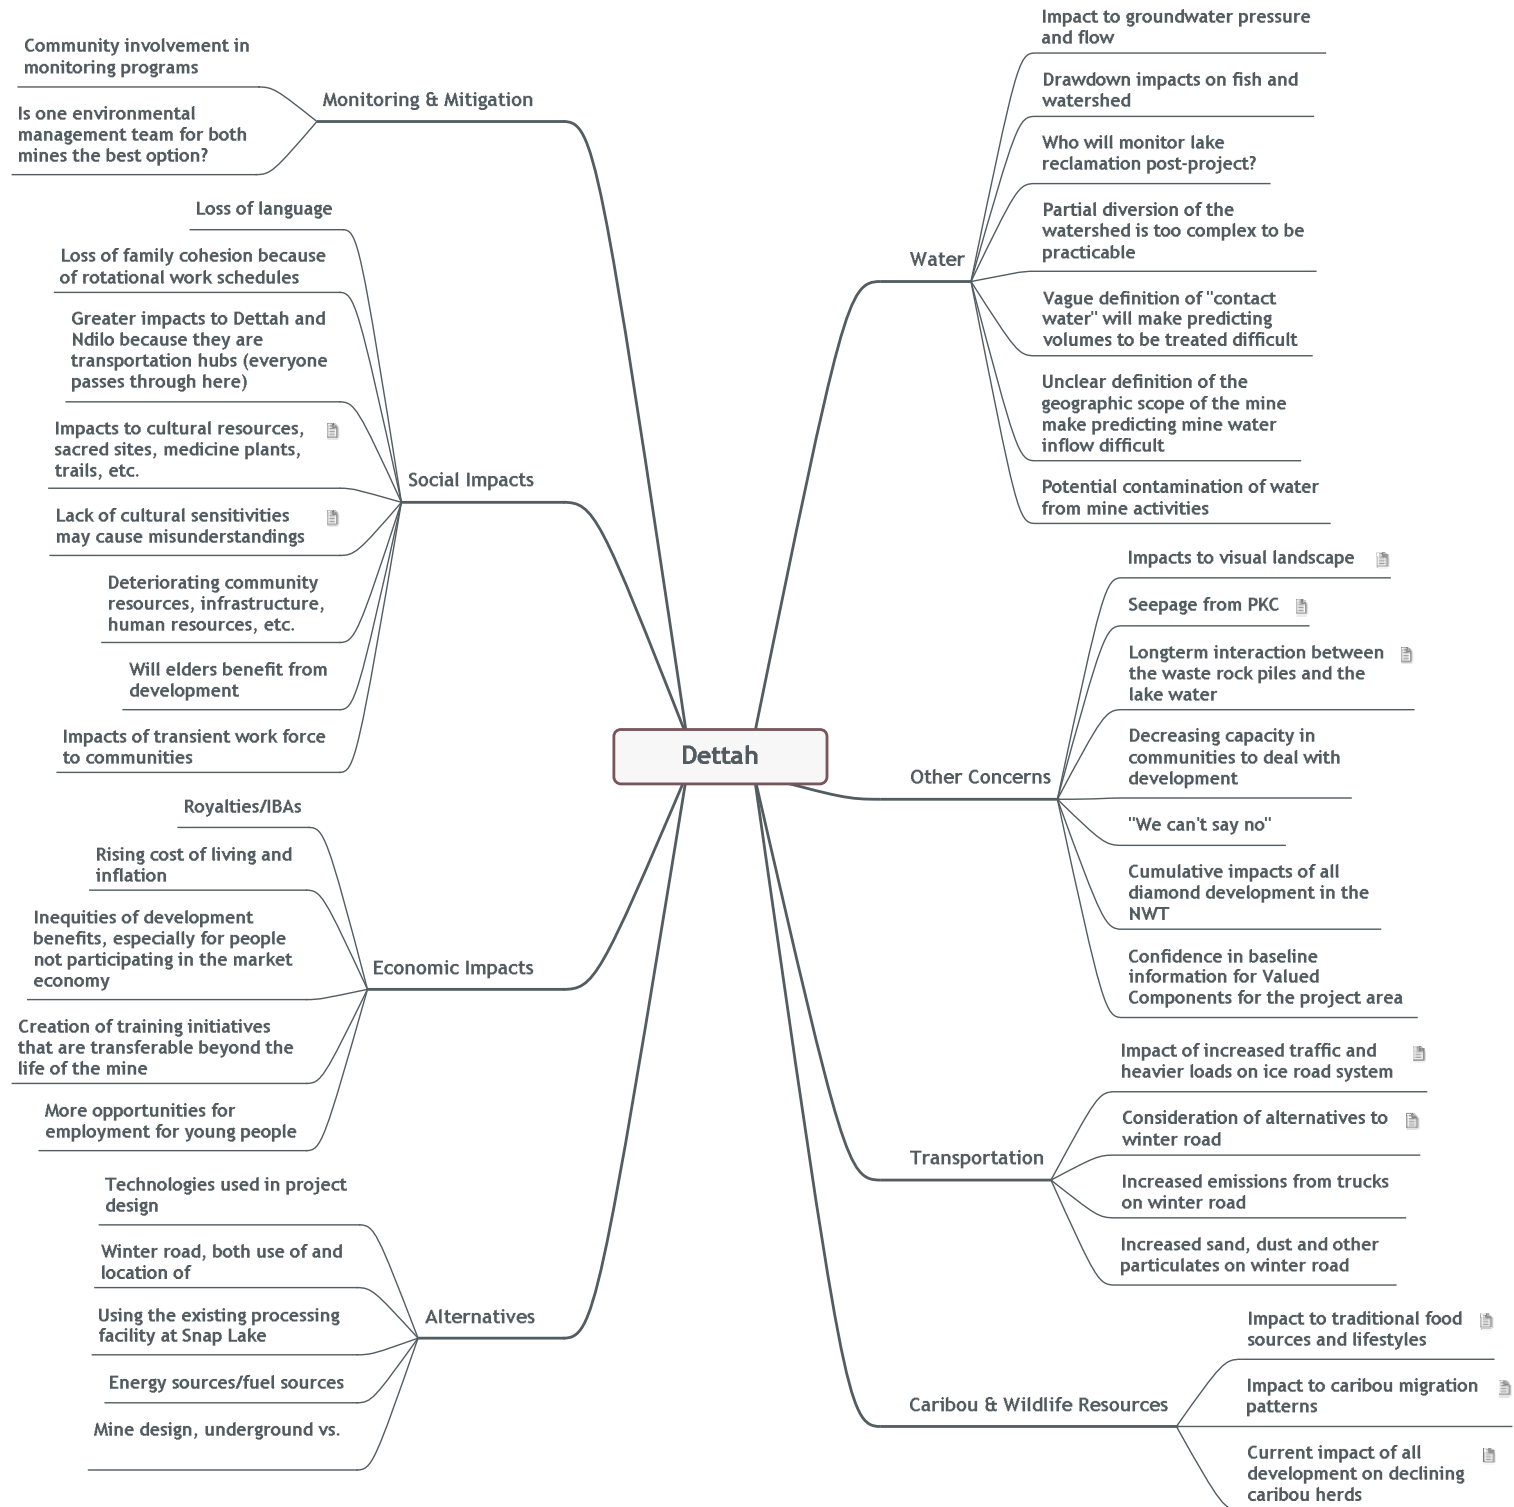 Community involvement in
monitoring programs
Is one environmental
management team for both
mines the best option?
Monitoring & Mitigation
Loss of language
Loss of family cohesion because
of rotational work schedules
Greater impacts to Dettah and
Ndilo because they are
transportation hubs (everyone
passes through here)
Impacts to cultural resources,
sacred sites, medicine plants,
trails, etc.
Lack of cultural sensitivities
may cause misunderstandings
Deteriorating community
resources, infrastructure,
human resources, etc.
Will elders benefit from
development
Impacts of transient work force
to communities
Social Impacts
Royalties/IBAs
Rising cost of living and
inflation
Inequities of development
benefits, especially for people
not participating in the market
economy
Creation of training initiatives
that are transferable beyond the
life of the mine
More opportunities for
employment for young people
Economic Impacts
Technologies used in project
design
Winter road, both use of and
location of
Using the existing processing
facility at Snap Lake
Energy sources/fuel sources
Mine design, underground vs.
Alternatives
Dettah
Water
Impact to groundwater pressure
and flow
Drawdown impacts on fish and
watershed
Who will monitor lake
reclamation post-project?
Partial diversion of the
watershed is too complex to be
practicable
Vague definition of "contact
water" will make predicting
volumes to be treated difficult
Unclear definition of the
geographic scope of the mine
make predicting mine water
inflow difficult
Potential contamination of water
from mine activities
Other Concerns
Impacts to visual landscape
Seepage from PKC
Longterm interaction between
the waste rock piles and the
lake water
Decreasing capacity in
communities to deal with
development
"We can't say no"
Cumulative impacts of all
diamond development in the
NWT
Confidence in baseline
information for Valued
Components for the project area
Transportation
Impact of increased traffic and
heavier loads on ice road system
Consideration of alternatives to
winter road
Increased emissions from trucks
on winter road
Increased sand, dust and other
particulates on winter road
Caribou & Wildlife Resources
Impact to traditional food
sources and lifestyles
Impact to caribou migration
patterns
Current impact of all
development on declining
caribou herds